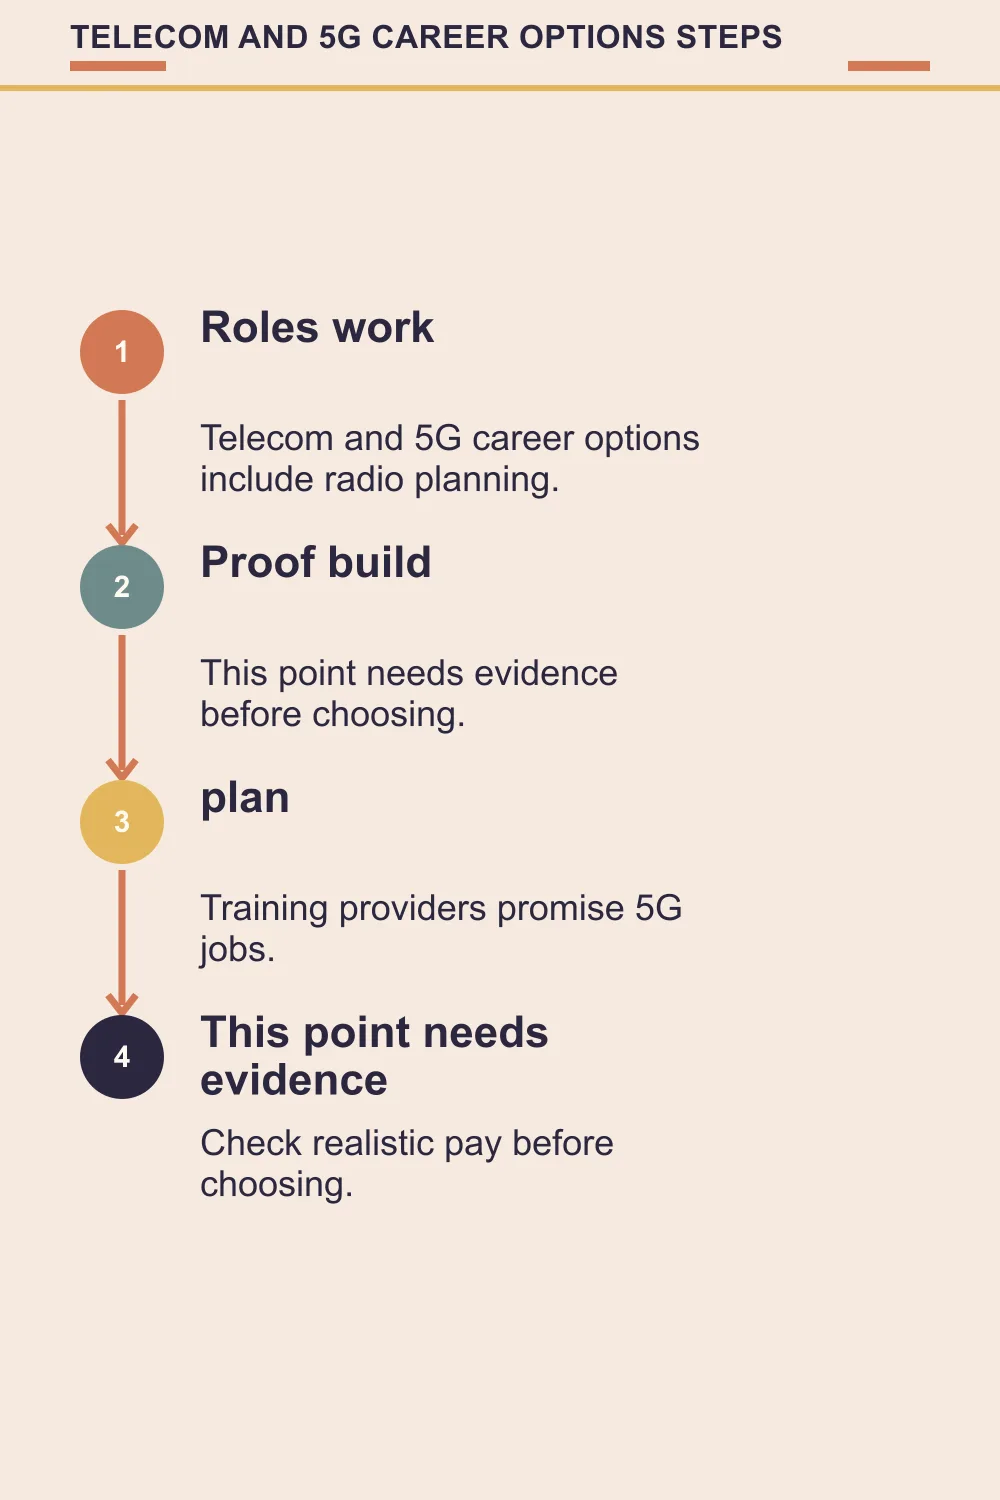 TELECOM AND 5G CAREER OPTIONS STEPS
1
Roles work
Telecom and 5G career options
include radio planning.
2
Proof build
This point needs evidence
before choosing.
3
plan
Training providers promise 5G
jobs.
4
This point needs
evidence
Check realistic pay before
choosing.